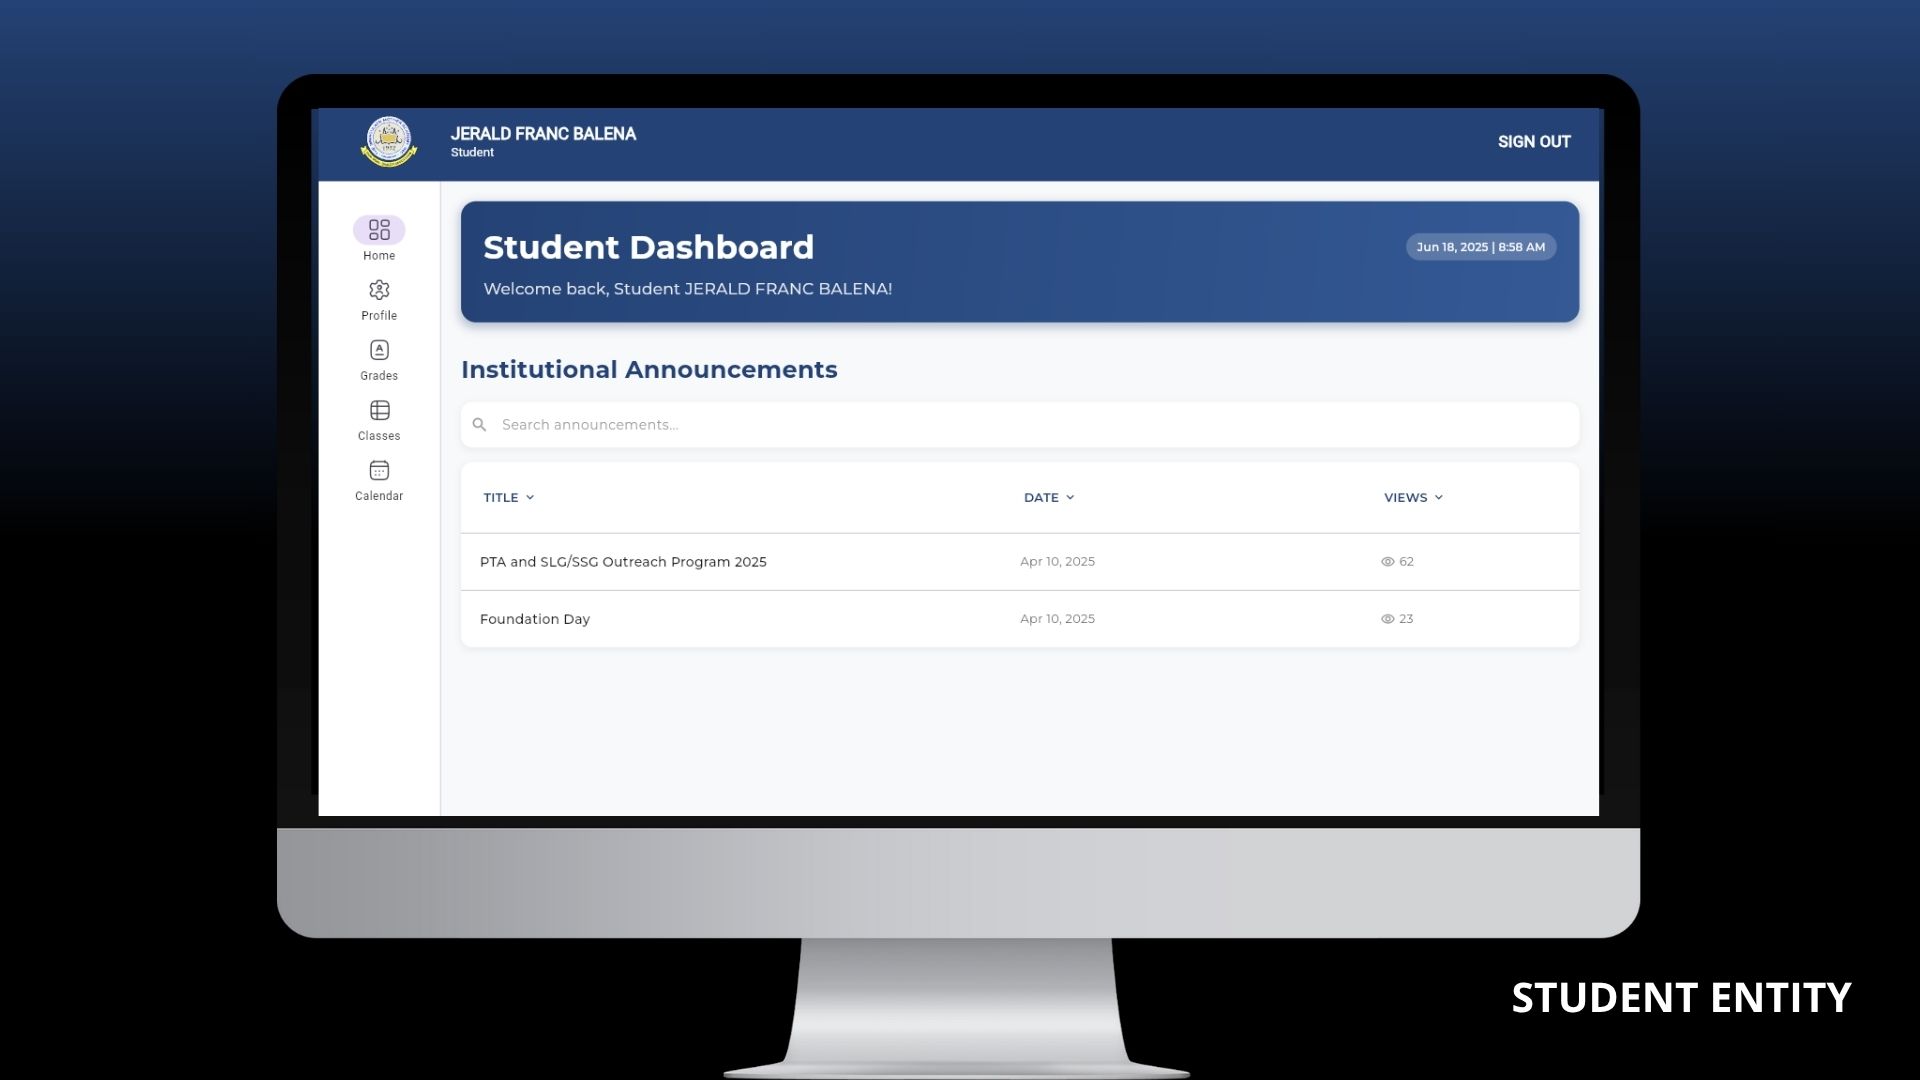 JERALD FRANC BALENA
Student
SIGN OUT
Home
Profile
Grades
Classes
Calendar
Student Dashboard
Jun 18, 2025 | 8:58 AM
Welcome back, Student JERALD FRANC BALENA!
Institutional Announcements
Search announcements...
TITLE DATE VIEWS
PTA and SLG/SSG Outreach Program 2025 Apr 10, 2025 62
Foundation Day Apr 10, 2025 23
STUDENT ENTITY